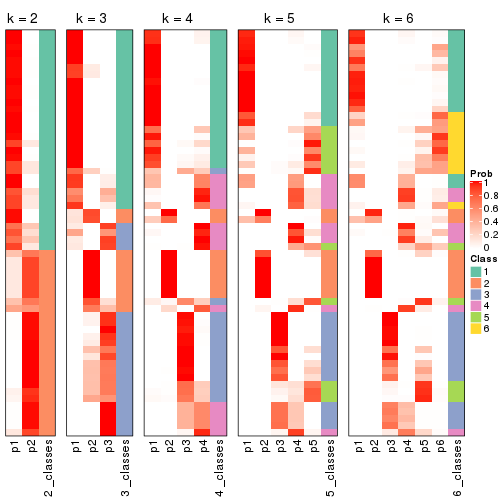 k = 2
k = 3
k = 4
k = 5
k = 6
p1
p2
2_classes
p1
p2
p3
3_classes
p1
p2
p3
p4
4_classes
p1
p2
p3
p4
p5
5_classes
p1
p2
p3
p4
p5
p6
6_classes
Prob
1
0.8
0.6
0.4
0.2
0
Class
1
2
3
4
5
6